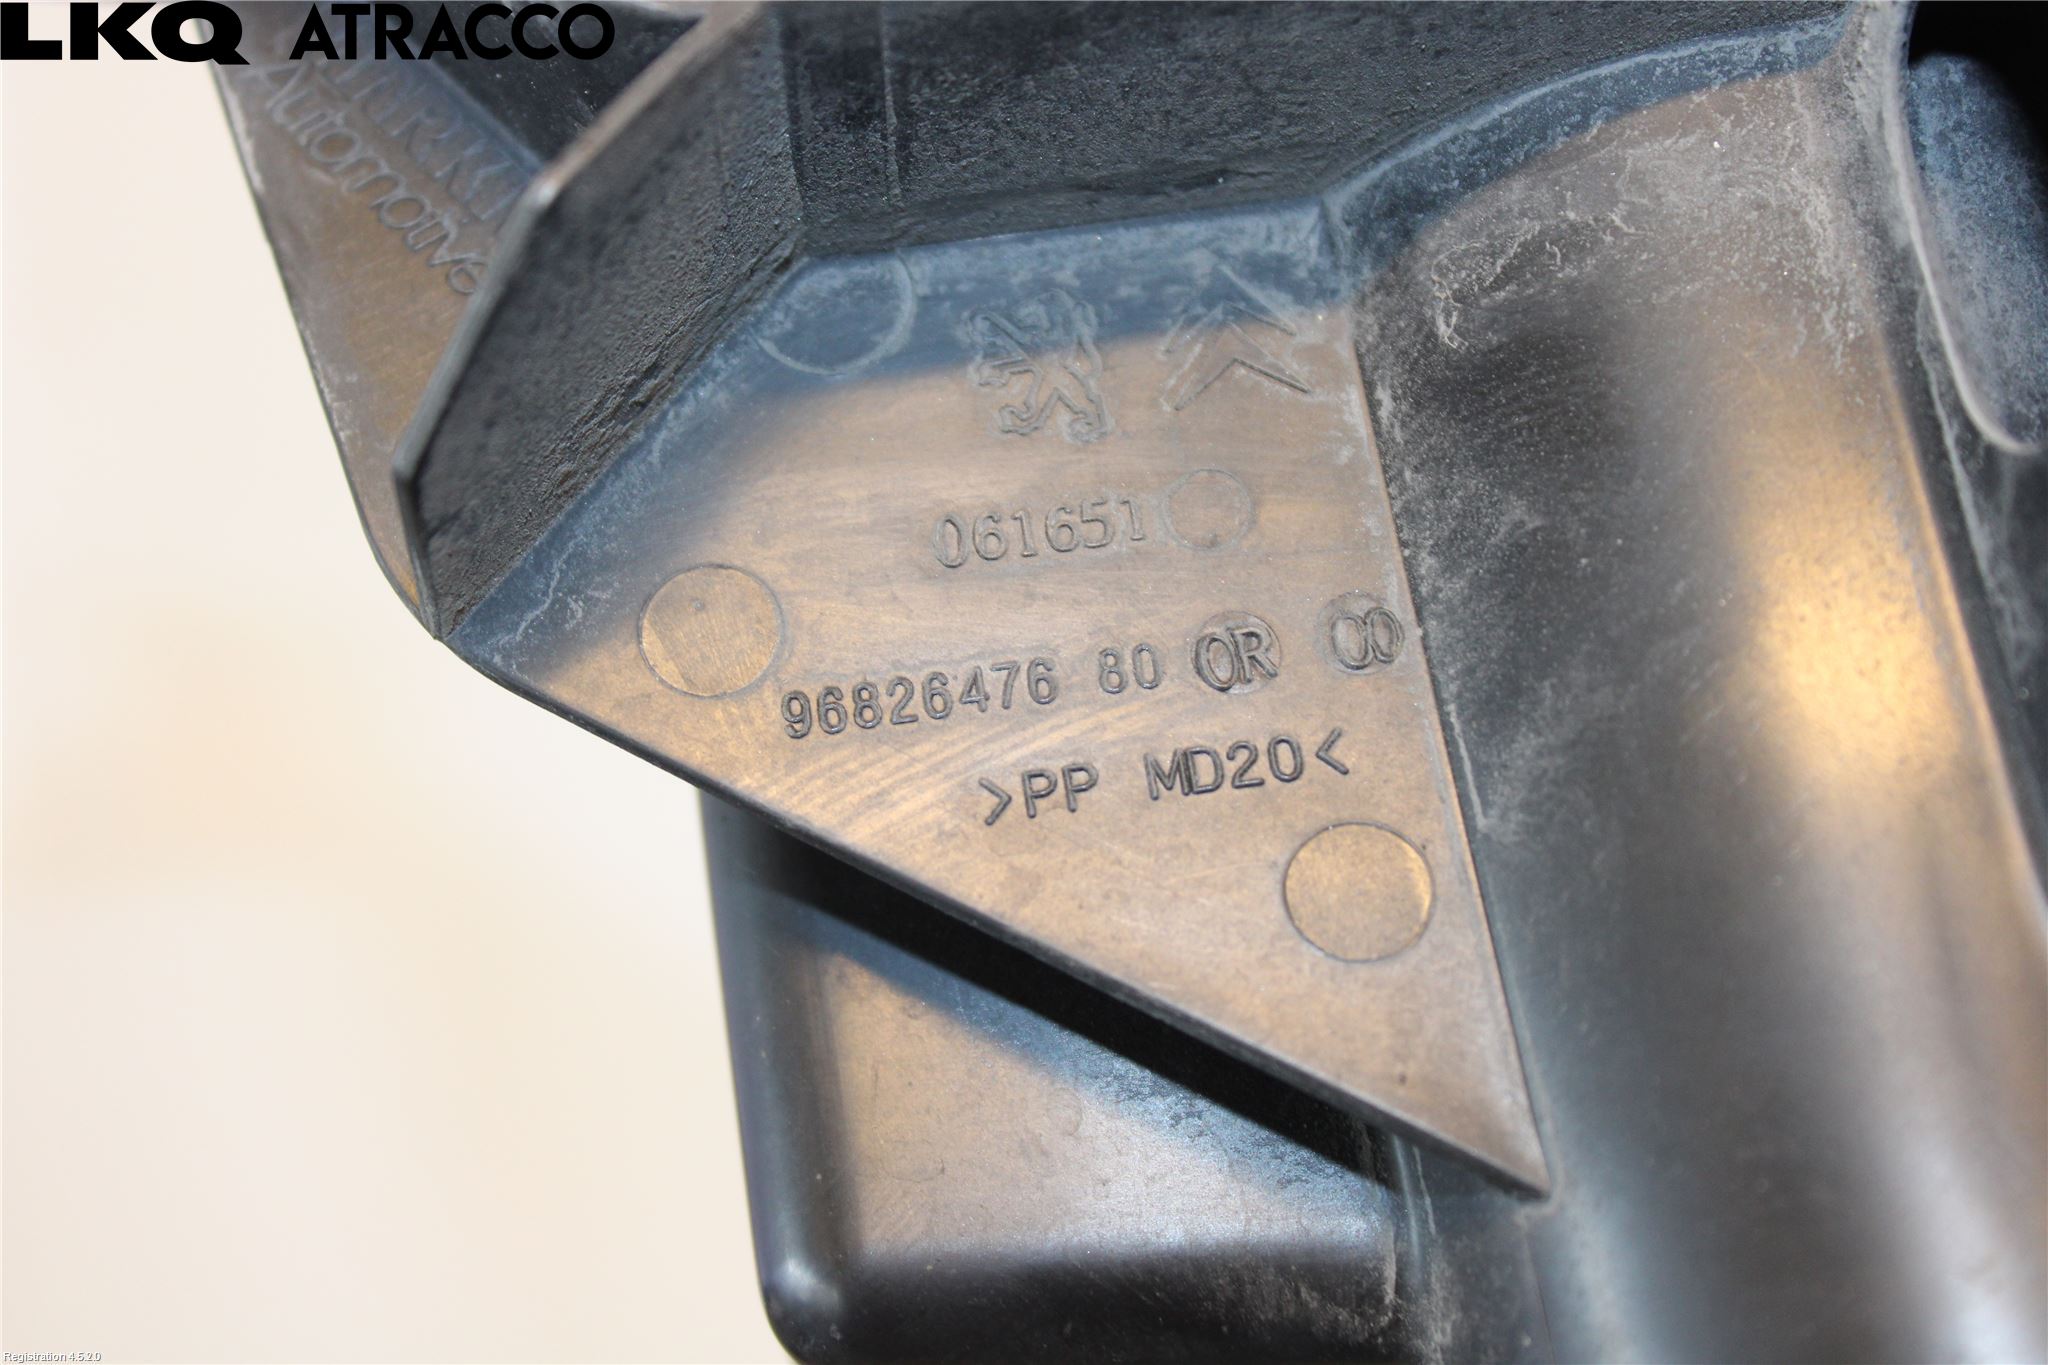 LKQ ATRACCO
Automotive
061651
96826476 80 OR 00
>PP MD20<
Registration 4.5.2.0